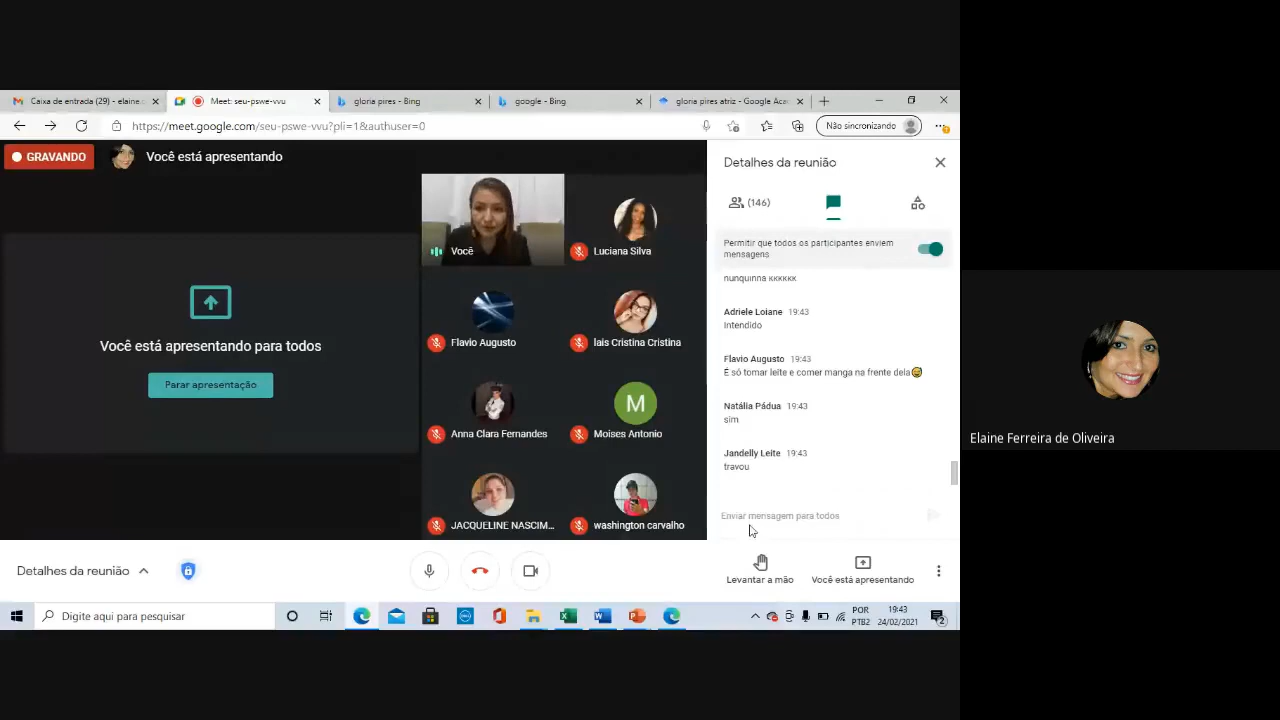 Caixa de entrada (29) - elaine.
Meet: seu-pswe-vvu
gloria pires - Bing
google - Bing
gloria pires atriz - Google Aca
https://meet.google.com/seu-pswe-vvu?pli=1&authuser=0
Não sincronizando
GRAVANDO
Você está apresentando
Você está apresentando para todos
Parar apresentação
Você
Luciana Silva
Flavio Augusto
lais Cristina Cristina
Anna Clara Fernandes
M
Moises Antonio
JACQUELINE NASCIM...
washington carvalho
Detalhes da reunião
(146)
Permitir que todos os participantes enviem
mensagens
nunquinna kkkkkk
Adriele Loiane 19:43
Intendido
Flavio Augusto 19:43
É só tomar leite e comer manga na frente dela😅
Natália Pádua 19:43
sim
Jandelly Leite 19:43
travou
Enviar mensagem para todos
Detalhes da reunião
Levantar a mão
Você está apresentando
Digite aqui para pesquisar
POR
PTB2
19:43
24/02/2021
2
Elaine Ferreira de Oliveira